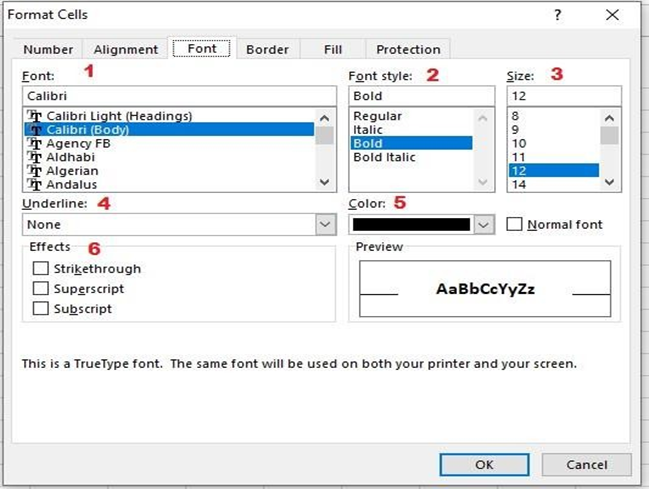 Format Cells ? ×
Number Alignment Font Border Fill Protection
Font: 1 Font style: 2 Size: 3
Calibri Bold 12
Calibri Light (Headings) Regular 8
Calibri (Body) Italic 9
Agency FB Bold 10
Aldhabi Bold Italic 11
Algerian 12
Andalus 14
Underline: 4 Color: 5
None Normal font
Effects 6 Preview
Strikethrough
Superscript AaBbCcYyZz
Subscript
This is a TrueType font. The same font will be used on both your printer and your screen.
OK Cancel